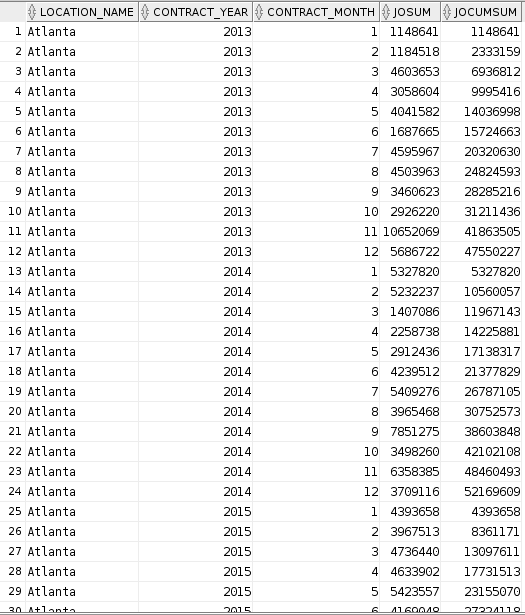 LOCATION_NAME CONTRACT_YEAR CONTRACT_MONTH JOSUM JOCUMSUM
1 Atlanta 2013 1 1148641 1148641
2 Atlanta 2013 2 1184518 2333159
3 Atlanta 2013 3 4603653 6936812
4 Atlanta 2013 4 3058604 9995416
5 Atlanta 2013 5 4041582 14036998
6 Atlanta 2013 6 1687665 15724663
7 Atlanta 2013 7 4595967 20320630
8 Atlanta 2013 8 4503963 24824593
9 Atlanta 2013 9 3460623 28285216
10 Atlanta 2013 10 2926220 31211436
11 Atlanta 2013 11 10652069 41863505
12 Atlanta 2013 12 5686722 47550227
13 Atlanta 2014 1 5327820 5327820
14 Atlanta 2014 2 5232237 10560057
15 Atlanta 2014 3 1407086 11967143
16 Atlanta 2014 4 2258738 14225881
17 Atlanta 2014 5 2912436 17138317
18 Atlanta 2014 6 4239512 21377829
19 Atlanta 2014 7 5409276 26787105
20 Atlanta 2014 8 3965468 30752573
21 Atlanta 2014 9 7851275 38603848
22 Atlanta 2014 10 3498260 42102108
23 Atlanta 2014 11 6358385 48460493
24 Atlanta 2014 12 3709116 52169609
25 Atlanta 2015 1 4393658 4393658
26 Atlanta 2015 2 3967513 8361171
27 Atlanta 2015 3 4736440 13097611
28 Atlanta 2015 4 4633902 17731513
29 Atlanta 2015 5 5423557 23155070
30 Atlanta 2015 6 4169048 27324118